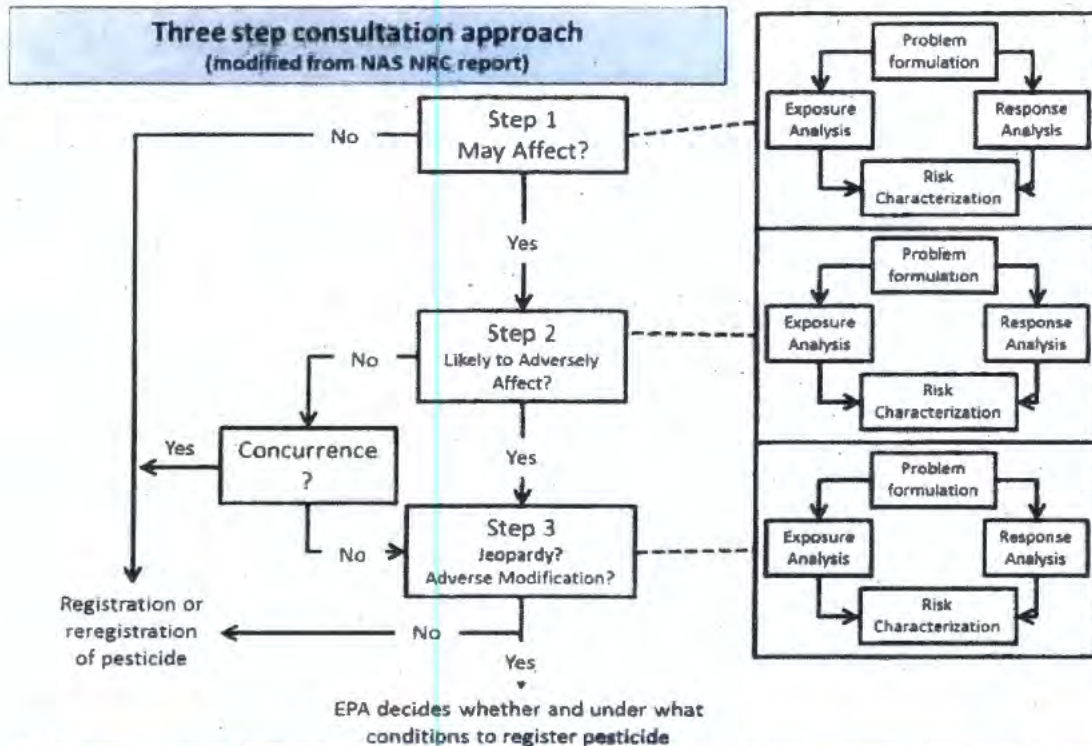 Three step consultation approach
(modified from NAS NRC report)
No
Step 1
May Affect?
Yes
Step 2
Likely to Adversely
Affect?
No
Yes
Concurrence
?
Yes
No
Step 3
Jeopardy?
Adverse Modification?
Registration or
reregistration
of pesticide
No
Yes
EPA decides whether and under what
conditions to register pesticide
Problem
formulation
Exposure
Analysis
Response
Analysis
Risk
Characterization
Problem
formulation
Exposure
Analysis
Response
Analysis
Risk
Characterization
Problem
formulation
Exposure
Analysis
Response
Analysis
Risk
Characterization